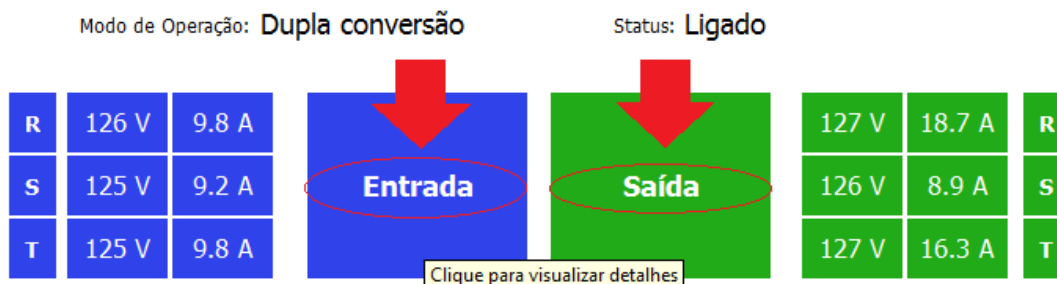 Modo de Operação: Dupla conversão Status: Ligado
R 126 V 9.8 A 127 V 18.7 A R
S 125 V 9.2 A Entrada Saída 126 V 8.9 A S
T 125 V 9.8 A 127 V 16.3 A T
Clique para visualizar detalhes